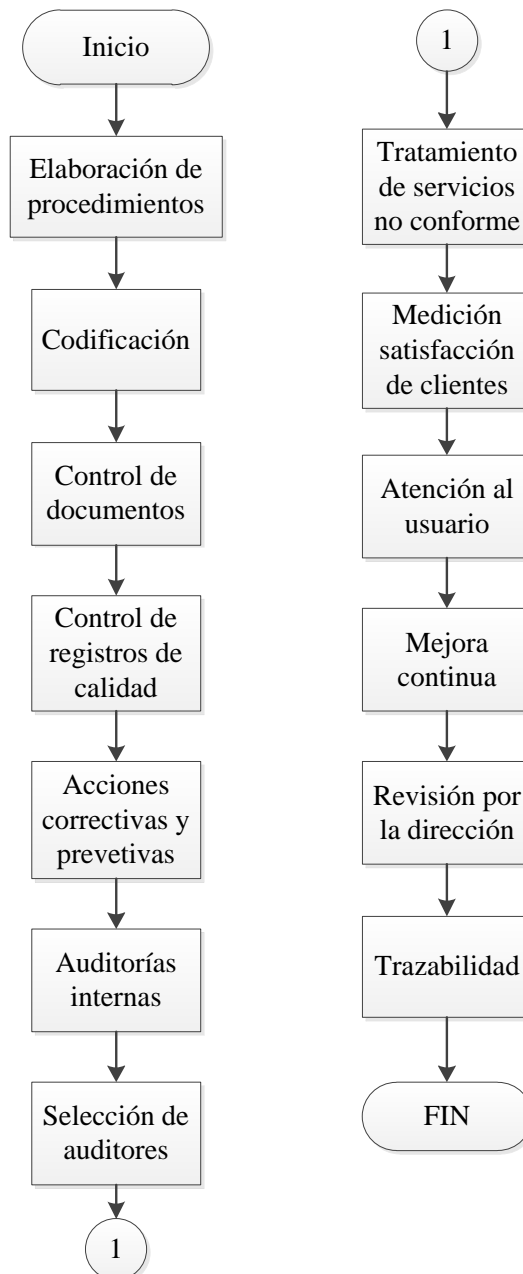 Inicio
Elaboración de
procedimientos
Codificación
Control de
documentos
Control de
registros de
calidad
Acciones
correctivas y
prevetivas
Auditorías
internas
Selección de
auditores
1
1
Tratamiento
de servicios
no conforme
Medición
satisfacción
de clientes
Atención al
usuario
Mejora
continua
Revisión por
la dirección
Trazabilidad
FIN